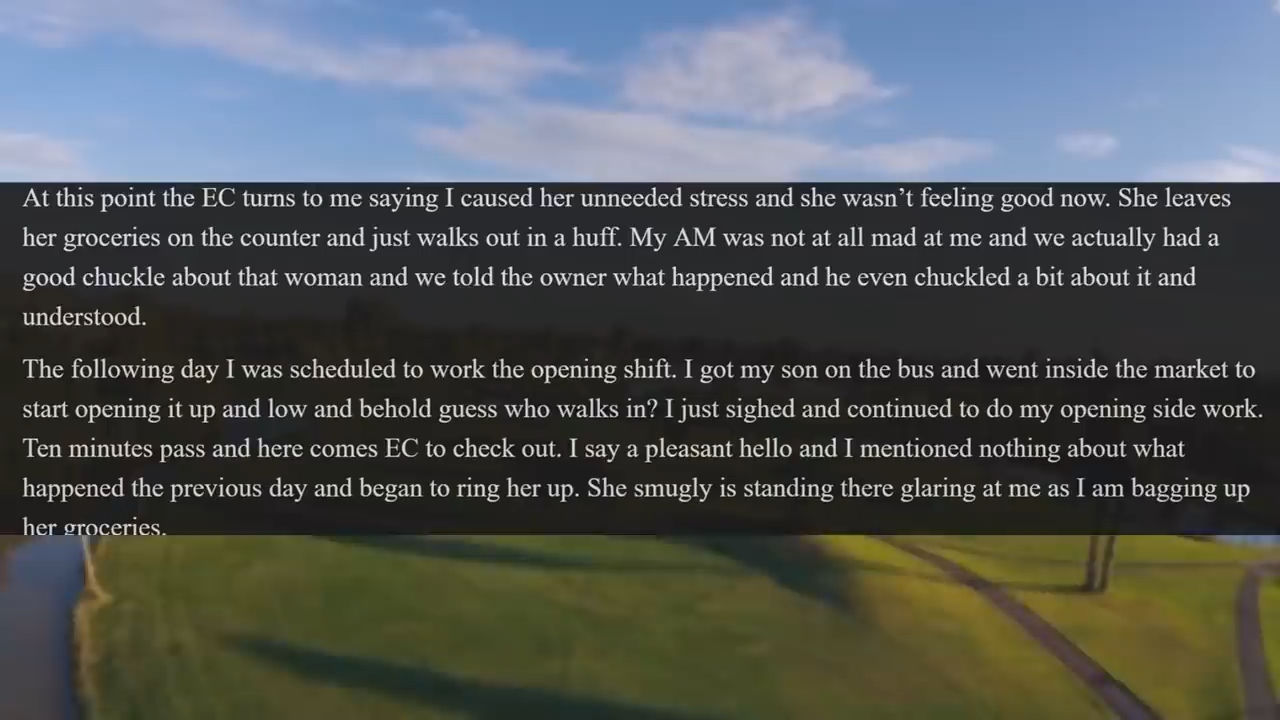 At this point the EC turns to me saying I caused her unneeded stress and she wasn’t feeling good now. She leaves
her groceries on the counter and just walks out in a huff. My AM was not at all mad at me and we actually had a
good chuckle about that woman and we told the owner what happened and he even chuckled a bit about it and
understood.
The following day I was scheduled to work the opening shift. I got my son on the bus and went inside the market to
start opening it up and low and behold guess who walks in? I just sighed and continued to do my opening side work.
Ten minutes pass and here comes EC to check out. I say a pleasant hello and I mentioned nothing about what
happened the previous day and began to ring her up. She smugly is standing there glaring at me as I am bagging up
her groceries.